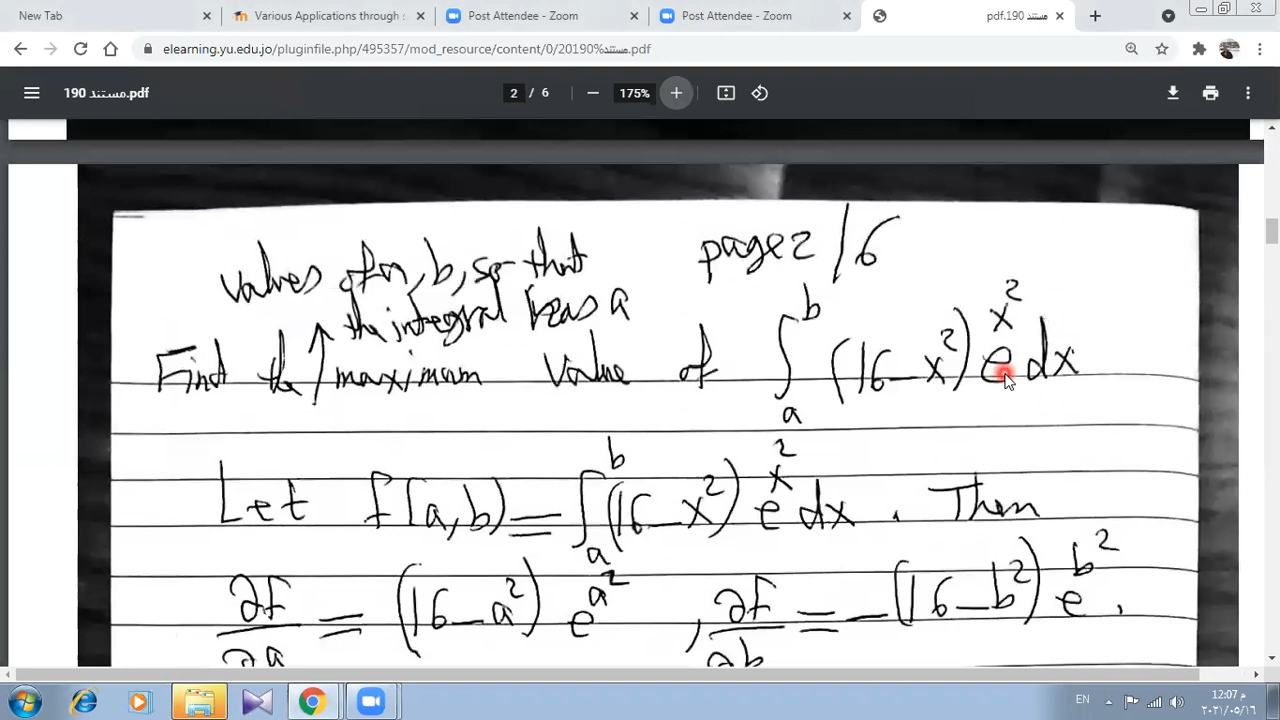 New Tab
Various Applications through
Post Attendee - Zoom
Post Attendee - Zoom
مستند 190.pdf
elearning.yu.edu.jo/pluginfile.php/495357/mod_resource/content/0/20190%مستند.pdf
مستند 190.pdf
2 / 6
175%
values of a, b, so that page 2 / 6
the integral has a
Find the ↑ maximum value of ∫_a^b (16 - x²) e^{x²} dx
Let f(a,b) = ∫_a^b (16 - x²) e^{x²} dx . Then
∂f/∂a = (16 - a²) e^{a²} , ∂f/∂b = -(16 - b²) e^{b²} ,
EN
12:07 م
٢٠٢١/٠٥/١٦